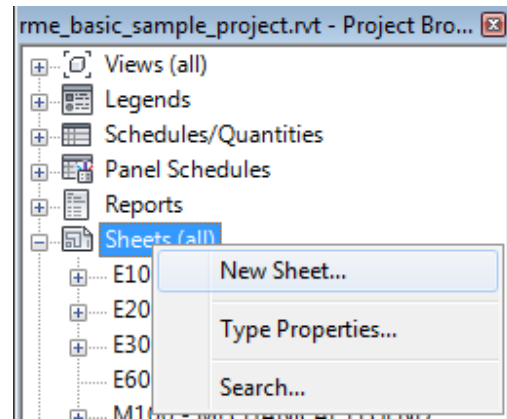 rme_basic_sample_project.rvt - Project Bro...
Views (all)
Legends
Schedules/Quantities
Panel Schedules
Reports
Sheets (all)
New Sheet...
Type Properties...
Search...
E10
E20
E30
E60